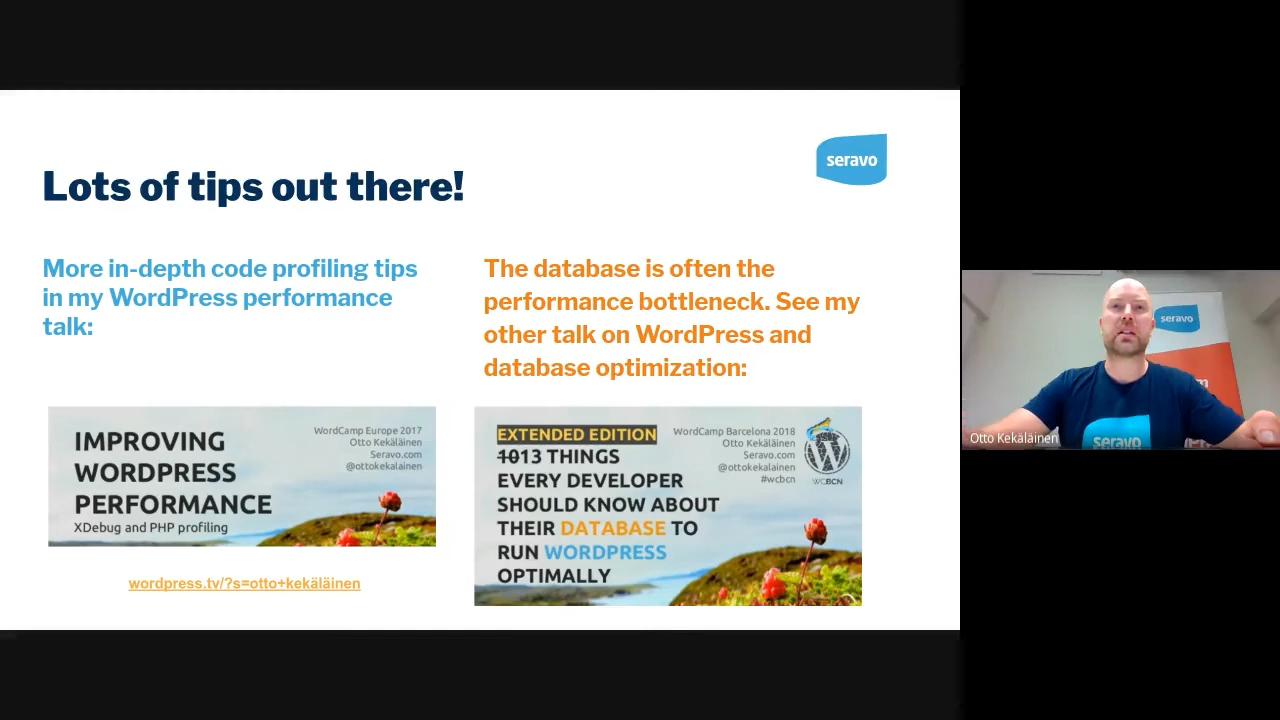 seravo
Lots of tips out there!
More in-depth code profiling tips
in my WordPress performance
talk:
The database is often the
performance bottleneck. See my
other talk on WordPress and
database optimization:
IMPROVING
WORDPRESS
PERFORMANCE
XDebug and PHP profiling
WordCamp Europe 2017
Otto Kekäläinen
Seravo.com
@ottokekalainen
wordpress.tv/?s=otto+kekäläinen
EXTENDED EDITION
1013 THINGS
EVERY DEVELOPER
SHOULD KNOW ABOUT
THEIR DATABASE TO
RUN WORDPRESS
OPTIMALLY
WordCamp Barcelona 2018
Otto Kekäläinen
Seravo.com
@ottokekalainen
#wcbcn
WCBCN
seravo
seravo
Otto Kekäläinen